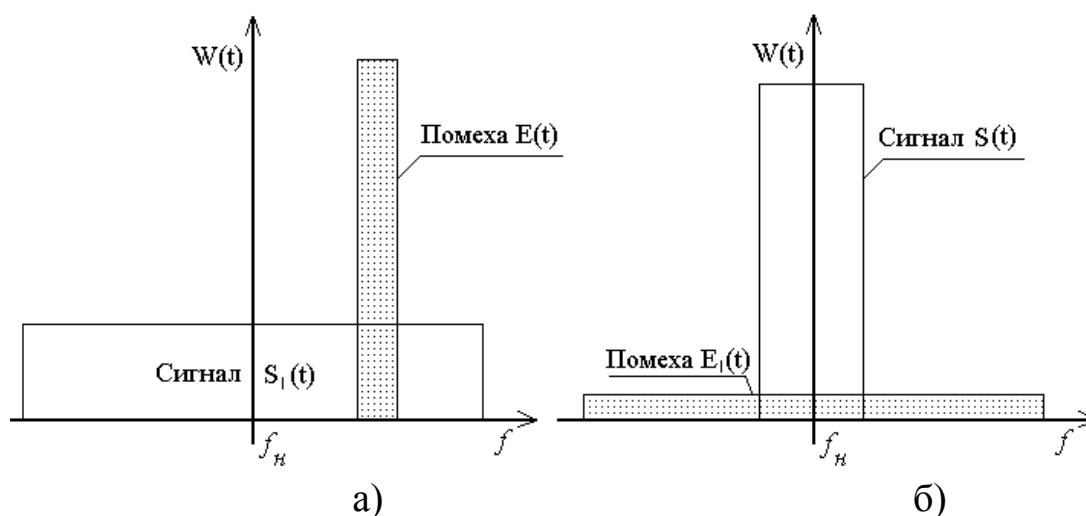 W(t)
Помеха E(t)
Сигнал S₁(t)
fн
f
а)
W(t)
Сигнал S(t)
Помеха E₁(t)
fн
f
б)